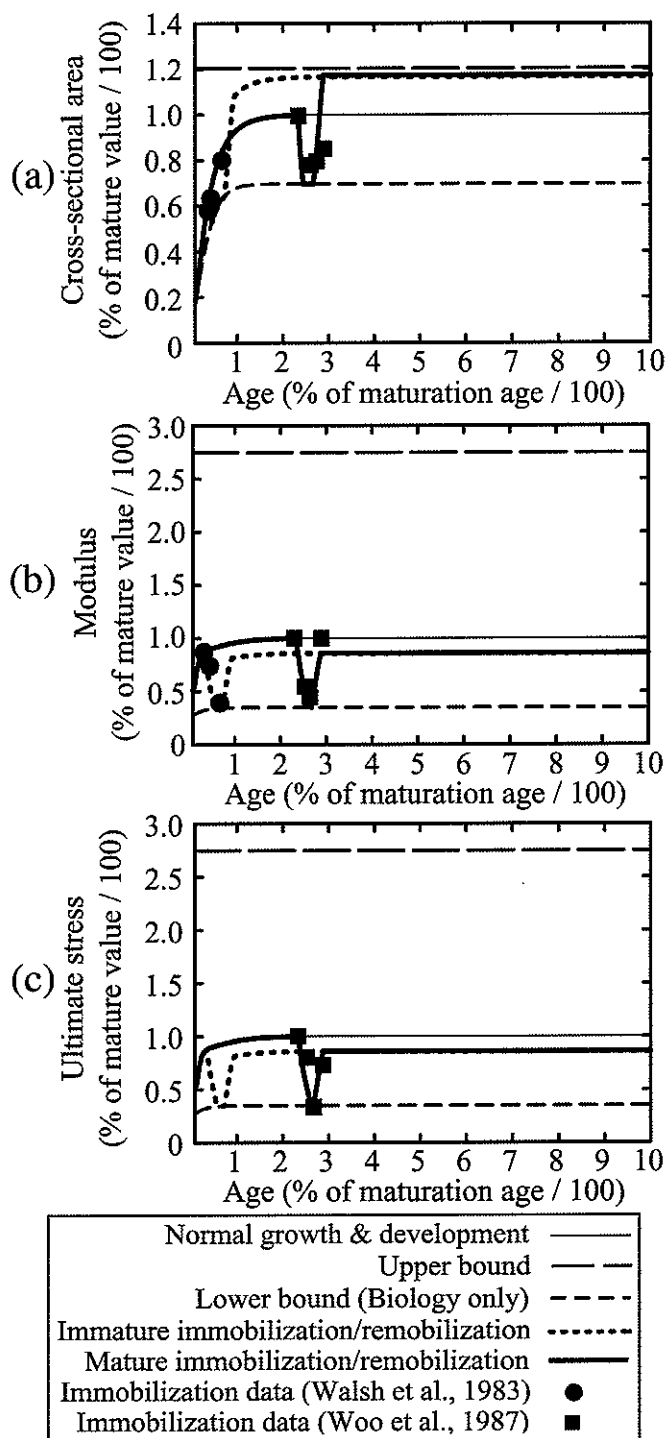 (a)
Cross-sectional area
(% of mature value / 100)
1.4
1.2
1.0
0.8
0.6
0.4
0.2
0
1 2 3 4 5 6 7 8 9 10
Age (% of maturation age / 100)
(b)
Modulus
(% of mature value / 100)
3.0
2.5
2.0
1.5
1.0
0.5
0
1 2 3 4 5 6 7 8 9 10
Age (% of maturation age / 100)
(c)
Ultimate stress
(% of mature value / 100)
3.0
2.5
2.0
1.5
1.0
0.5
0
1 2 3 4 5 6 7 8 9 10
Age (% of maturation age / 100)
Normal growth & development
Upper bound
Lower bound (Biology only)
Immature immobilization/remobilization
Mature immobilization/remobilization
Immobilization data (Walsh et al., 1983)
Immobilization data (Woo et al., 1987)